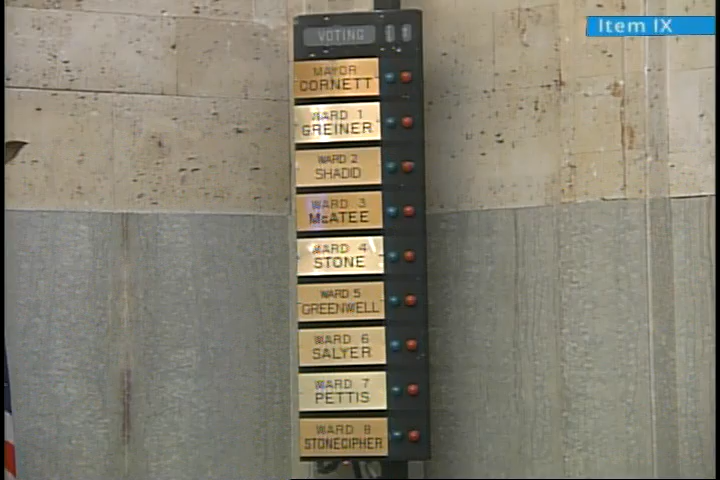 Item IX
VOTING
MAYOR
CORNETT
WARD 1
GREINER
WARD 2
SHADID
WARD 3
McATEE
WARD 4
STONE
WARD 5
GREENWELL
WARD 6
SALYER
WARD 7
PETTIS
WARD 8
STONECIPHER